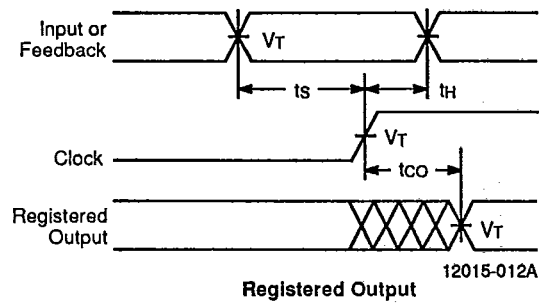 Input or
Feedback
VT
tS
tH
VT
Clock
tCO
Registered
Output
VT
12015-012A
Registered Output